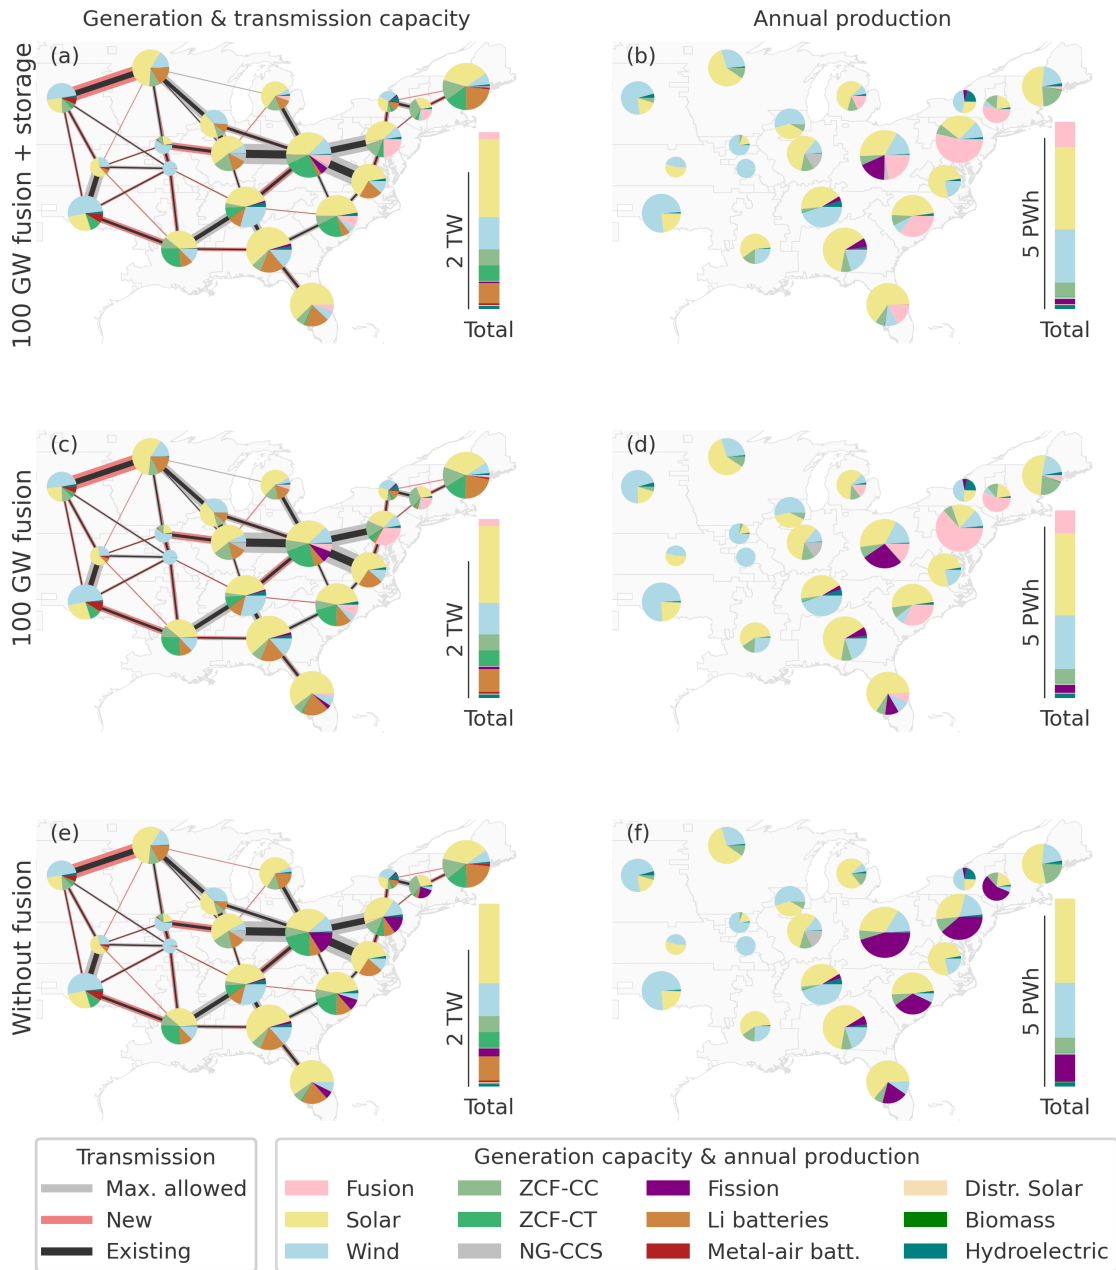 Generation & transmission capacity
Annual production
100 GW fusion + storage
(a)
2 TW
Total
(b)
5 PWh
Total
100 GW fusion
(c)
2 TW
Total
(d)
5 PWh
Total
Without fusion
(e)
2 TW
Total
(f)
5 PWh
Total
Transmission
Max. allowed
New
Existing
Generation capacity & annual production
Fusion
Solar
Wind
ZCF-CC
ZCF-CT
NG-CCS
Fission
Li batteries
Metal-air batt.
Distr. Solar
Biomass
Hydroelectric